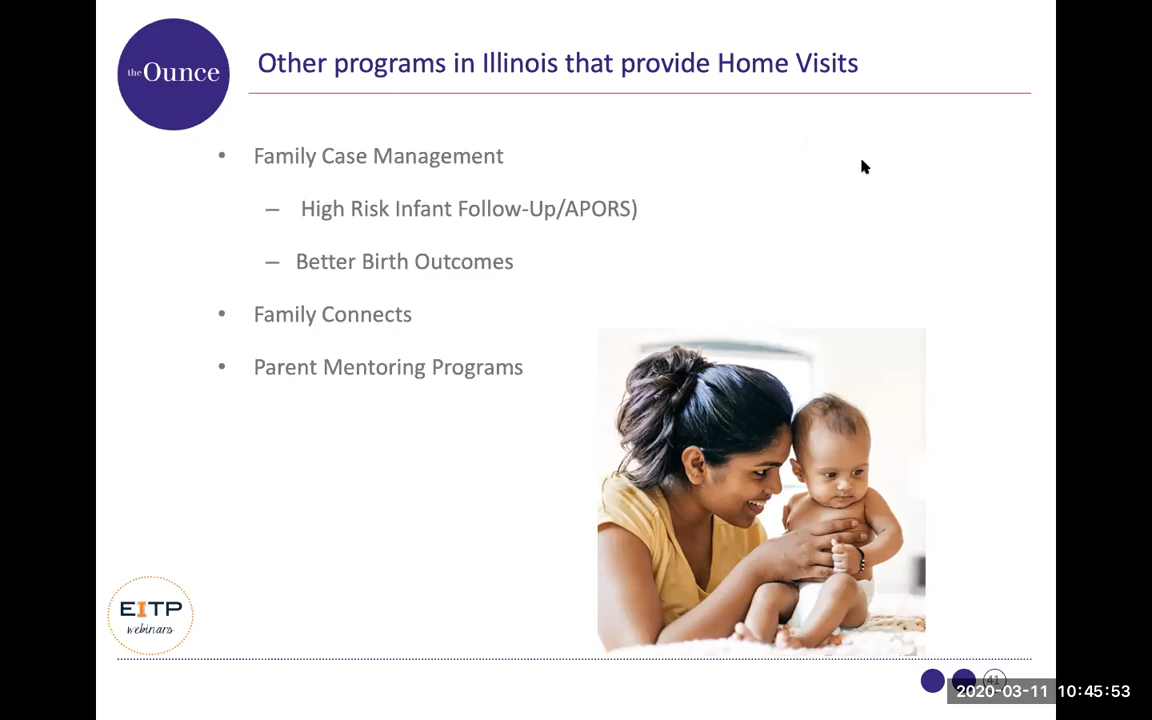 the Ounce
Other programs in Illinois that provide Home Visits
• Family Case Management
– High Risk Infant Follow-Up/APORS)
– Better Birth Outcomes
• Family Connects
• Parent Mentoring Programs
EITP
webinars
41
2020-03-11 10:45:53